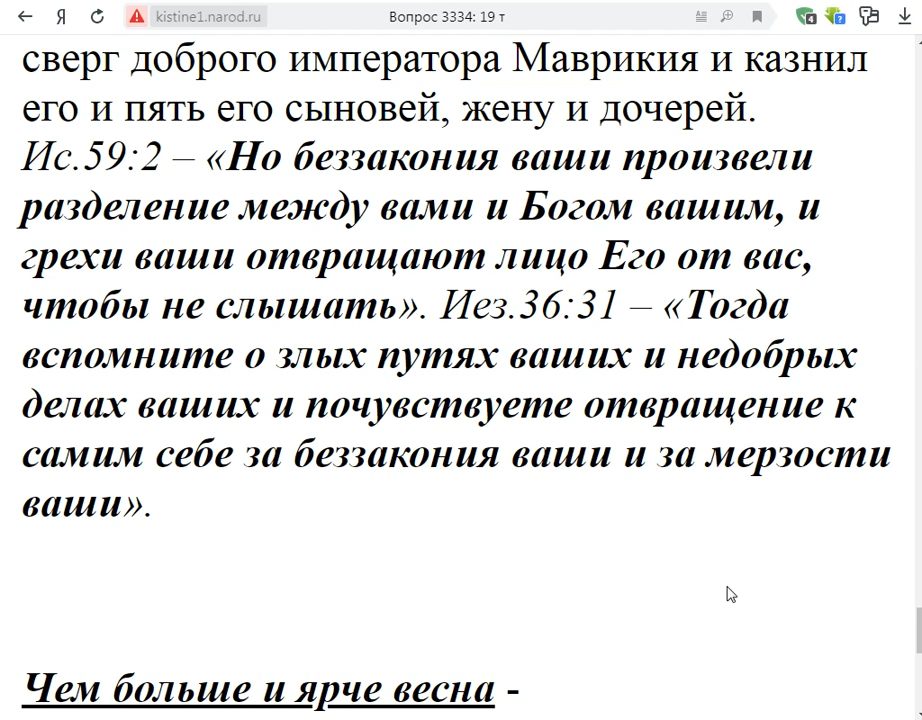 kistine1.narod.ru
Вопрос 3334: 19 т
сверг доброго императора Маврикия и казнил
его и пять его сыновей, жену и дочерей.
Ис.59:2 – «Но беззакония ваши произвели
разделение между вами и Богом вашим, и
грехи ваши отвращают лицо Его от вас,
чтобы не слышать». Иез.36:31 – «Тогда
вспомните о злых путях ваших и недобрых
делах ваших и почувствуете отвращение к
самим себе за беззакония ваши и за мерзости
ваши».
Чем больше и ярче весна -